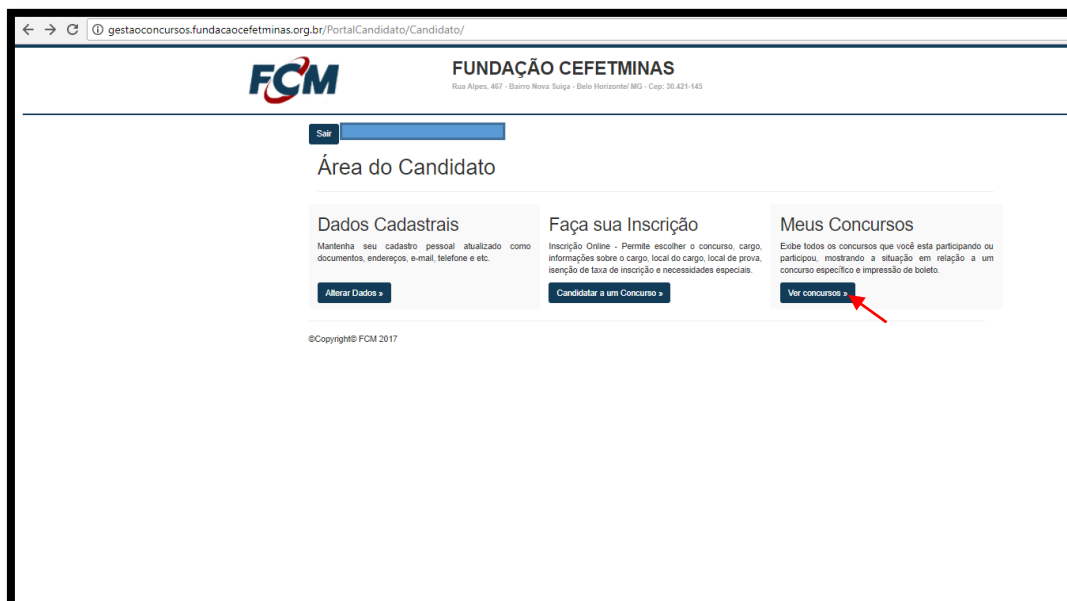 gestaoconcursos.fundacaocefetminas.org.br/PortalCandidato/Candidato/
FCM
FUNDAÇÃO CEFETMINAS
Rua Alpes, 467 - Bairro Nova Suiça - Belo Horizonte/ MG - Cep: 30.421-145
Sair
Área do Candidato
Dados Cadastrais
Mantenha seu cadastro pessoal atualizado como
documentos, endereços, e-mail, telefone e etc.
Alterar Dados »
Faça sua Inscrição
Inscrição Online - Permite escolher o concurso, cargo,
informações sobre o cargo, local do cargo, local de prova,
isenção de taxa de inscrição e necessidades especiais.
Candidatar a um Concurso »
Meus Concursos
Exibe todos os concursos que você esta participando ou
participou, mostrando a situação em relação a um
concurso específico e impressão de boleto.
Ver concursos »
©Copyright© FCM 2017